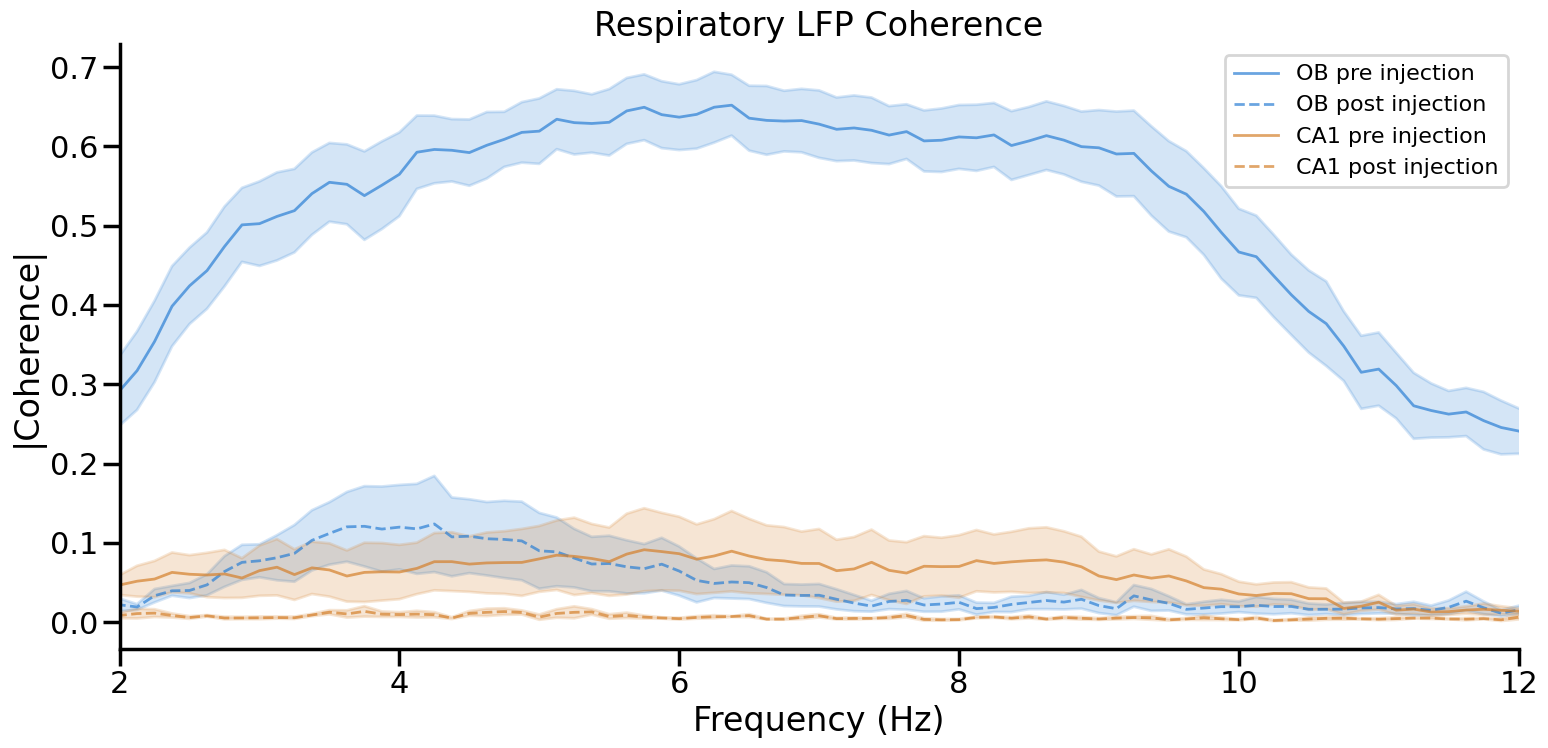 Respiratory LFP Coherence
OB pre injection
OB post injection
CA1 pre injection
CA1 post injection
|Coherence|
0.7
0.6
0.5
0.4
0.3
0.2
0.1
0.0
2 4 6 8 10 12
Frequency (Hz)